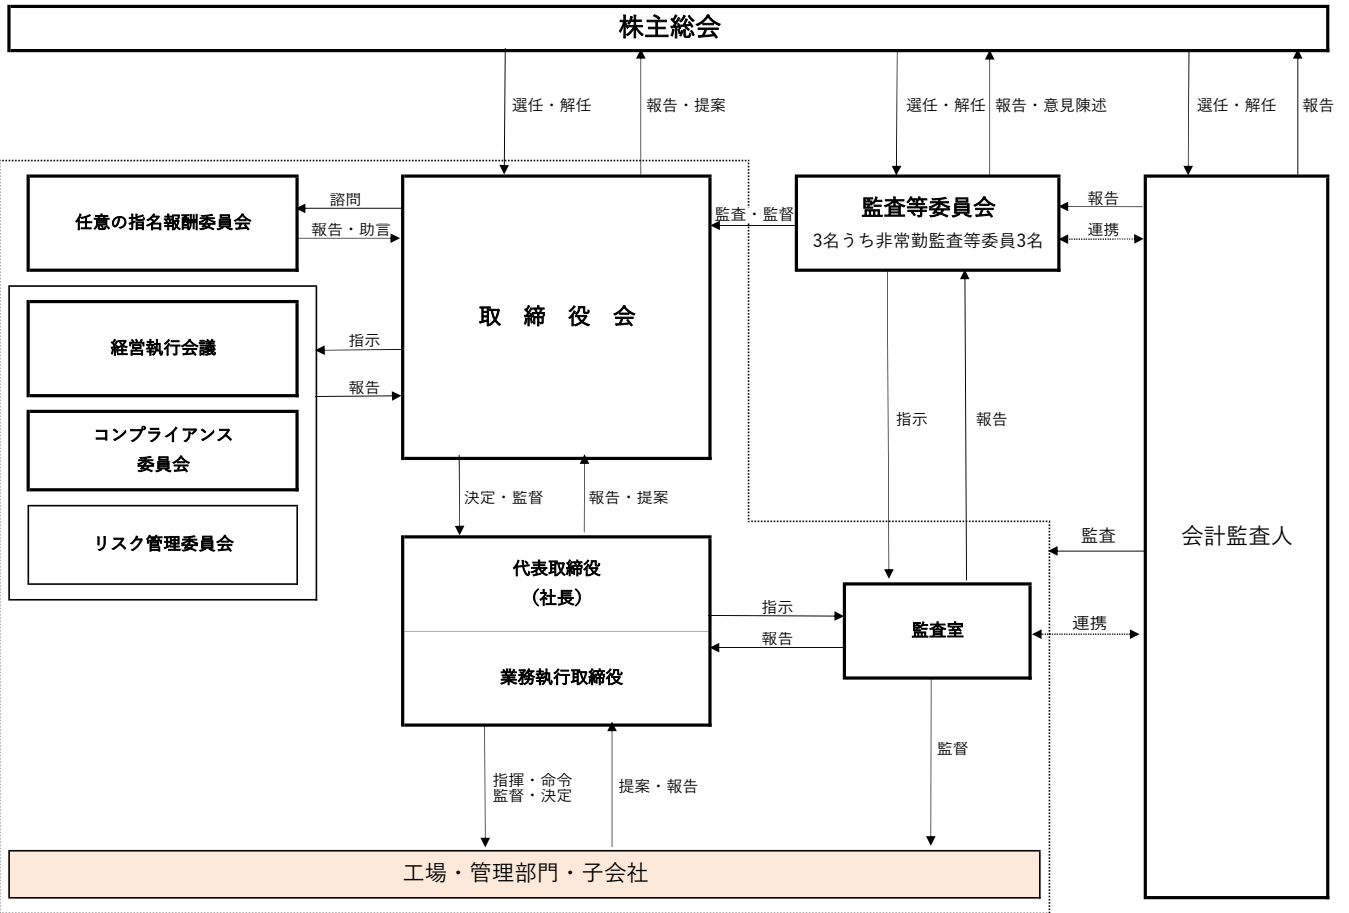 株主総会
選任・解任
報告・提案
選任・解任
報告・意見陳述
選任・解任
報告
任意の指名報酬委員会
諮問
報告・助言
取　締　役　会
監査・監督
監査等委員会
3名うち非常勤監査等委員3名
報告
連携
経営執行会議
指示
報告
コンプライアンス
委員会
リスク管理委員会
指示
報告
決定・監督
報告・提案
会計監査人
監査
代表取締役
（社長）
業務執行取締役
指示
報告
監査室
連携
指揮・命令
監督・決定
提案・報告
監督
工場・管理部門・子会社